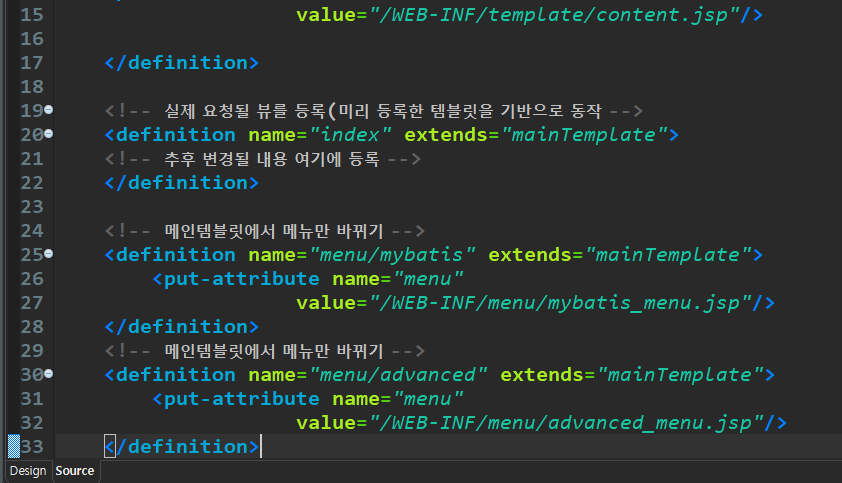 15 value="/WEB-INF/template/content.jsp"/>
16
17 </definition>
18
19 <!-- 실제 요청될 뷰를 등록(미리 등록한 템블릿을 기반으로 동작 -->
20 <definition name="index" extends="mainTemplate">
21 <!-- 추후 변경될 내용 여기에 등록 -->
22 </definition>
23
24 <!-- 메인템블릿에서 메뉴만 바뀌기 -->
25 <definition name="menu/mybatis" extends="mainTemplate">
26 <put-attribute name="menu"
27 value="/WEB-INF/menu/mybatis_menu.jsp"/>
28 </definition>
29 <!-- 메인템블릿에서 메뉴만 바뀌기 -->
30 <definition name="menu/advanced" extends="mainTemplate">
31 <put-attribute name="menu"
32 value="/WEB-INF/menu/advanced_menu.jsp"/>
33 </definition>
Design Source